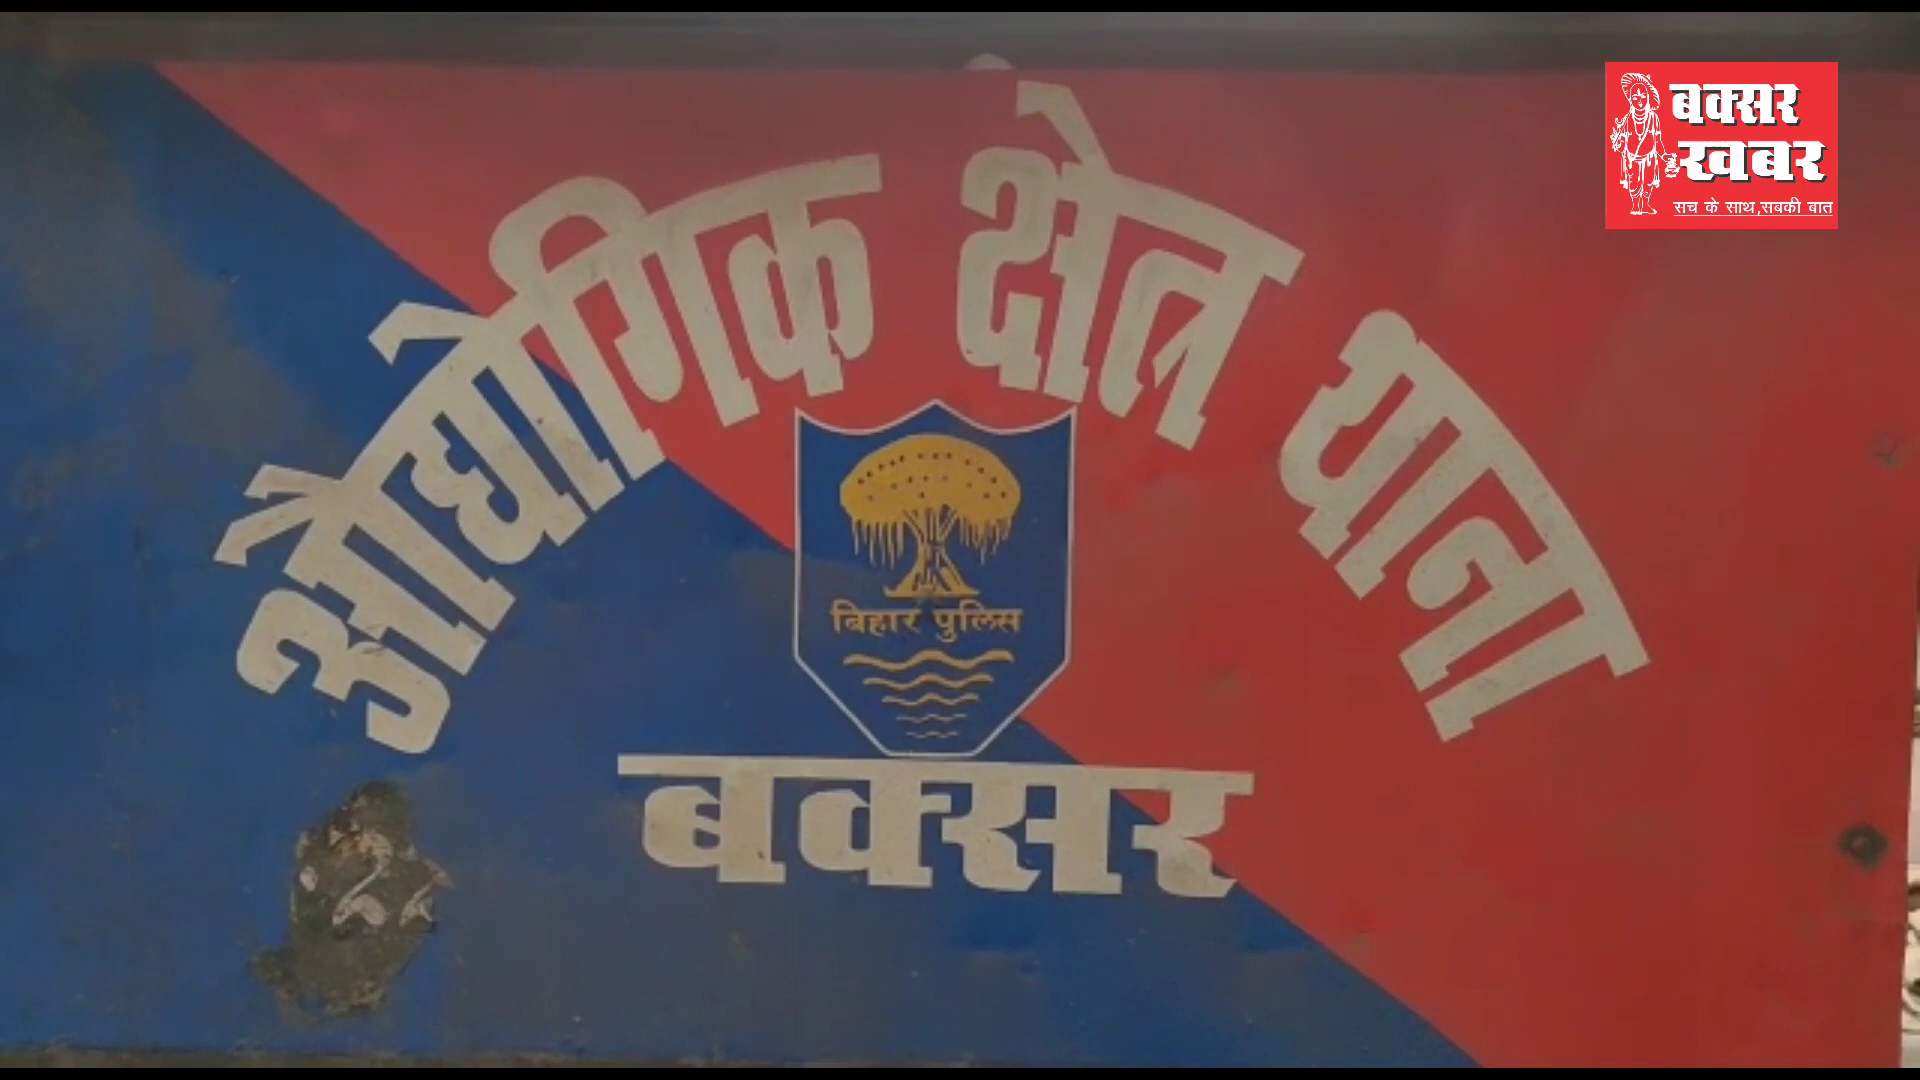 औद्योगिक क्षेत्र थाना
बिहार पुलिस
बक्सर
बक्सर
खबर
सच के साथ,सबकी बात